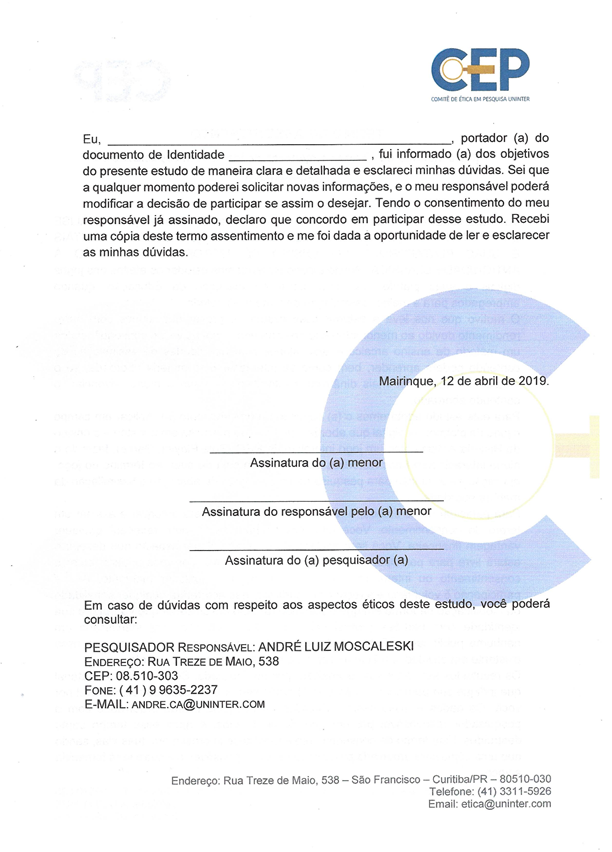 CEP
COMITÊ DE ÉTICA EM PESQUISA UNINTER
Eu, ____________________________________________________, portador (a) do
documento de Identidade _____________________ , fui informado (a) dos objetivos
do presente estudo de maneira clara e detalhada e esclareci minhas dúvidas. Sei que
a qualquer momento poderei solicitar novas informações, e o meu responsável poderá
modificar a decisão de participar se assim o desejar. Tendo o consentimento do meu
responsável já assinado, declaro que concordo em participar desse estudo. Recebi
uma cópia deste termo assentimento e me foi dada a oportunidade de ler e esclarecer
as minhas dúvidas.
Mairinque, 12 de abril de 2019.
Assinatura do (a) menor
Assinatura do responsável pelo (a) menor
Assinatura do (a) pesquisador (a)
Em caso de dúvidas com respeito aos aspectos éticos deste estudo, você poderá
consultar:
PESQUISADOR RESPONSÁVEL: ANDRÉ LUIZ MOSCALESKI
ENDEREÇO: RUA TREZE DE MAIO, 538
CEP: 08.510-303
FONE: ( 41 ) 9 9635-2237
E-MAIL: ANDRE.CA@UNINTER.COM
Endereço: Rua Treze de Maio, 538 – São Francisco – Curitiba/PR – 80510-030
Telefone: (41) 3311-5926
Email: etica@uninter.com